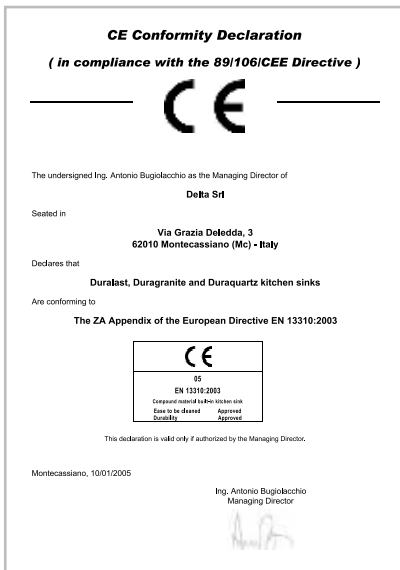 CE Conformity Declaration
( in compliance with the 89/106/CEE Directive )
CE
The undersigned Ing. Antonio Bugiolacchio as the Managing Director of
Delta Srl
Seated in
Via Grazia Deledda, 3
62010 Montecassiano (Mc) - Italy
Declares that
Duralast, Duragranite and Duraquartz kitchen sinks
Are conforming to
The ZA Appendix of the European Directive EN 13310:2003
CE
05
EN 13310:2003
Compound material built-in kitchen sink
Ease to be cleaned Approved
Durability Approved
This declaration is valid only if authorized by the Managing Director.
Montecassiano, 10/01/2005
Ing. Antonio Bugiolacchio
Managing Director